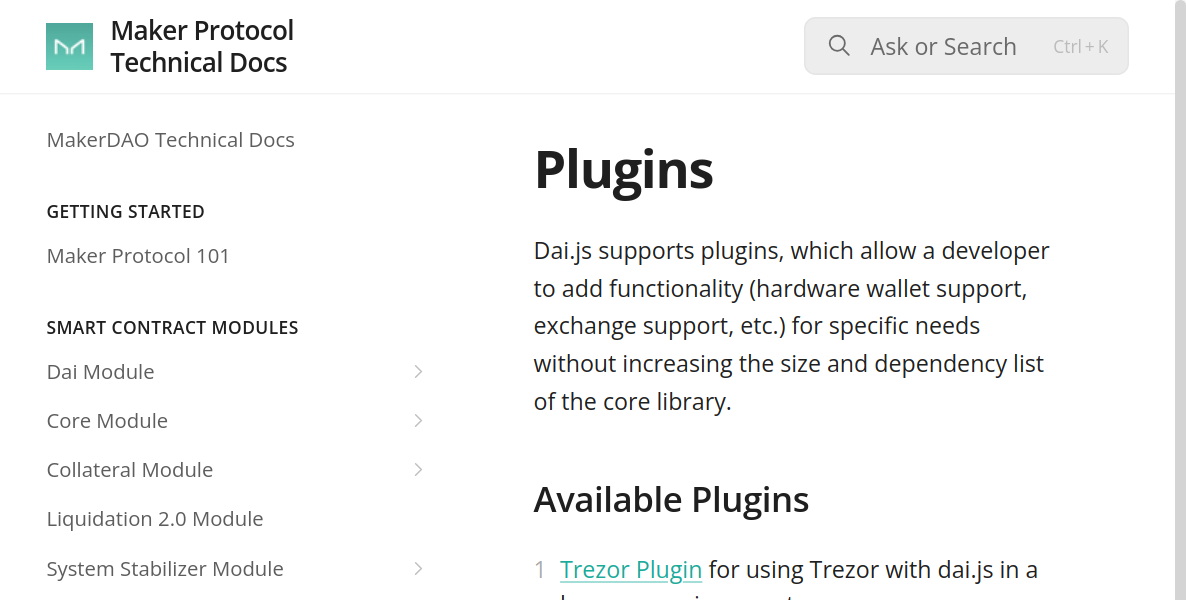 Maker Protocol
Technical Docs
Ask or Search
Ctrl + K
MakerDAO Technical Docs
GETTING STARTED
Maker Protocol 101
SMART CONTRACT MODULES
Dai Module
Core Module
Collateral Module
Liquidation 2.0 Module
System Stabilizer Module
Plugins
Dai.js supports plugins, which allow a developer
to add functionality (hardware wallet support,
exchange support, etc.) for specific needs
without increasing the size and dependency list
of the core library.
Available Plugins
1 Trezor Plugin for using Trezor with dai.js in a